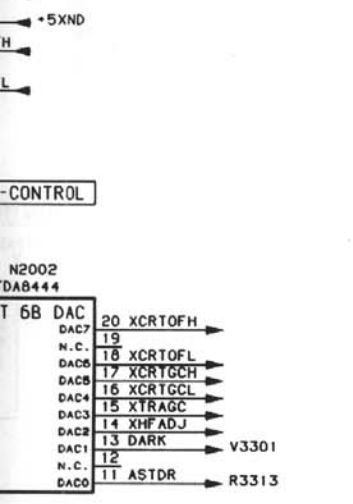 +5XND
H
L
-CONTROL
N2002
TDA8444
T 6B DAC
DAC7 20 XCRTOFH
N.C. 19
DAC6 18 XCRTOFL
DAC5 17 XCRTGCH
DAC4 16 XCRTGCL
DAC3 15 XTRAGC
DAC2 14 XHFADJ
DAC1 13 DARK V3301
N.C. 12
DAC0 11 ASTDR R3313